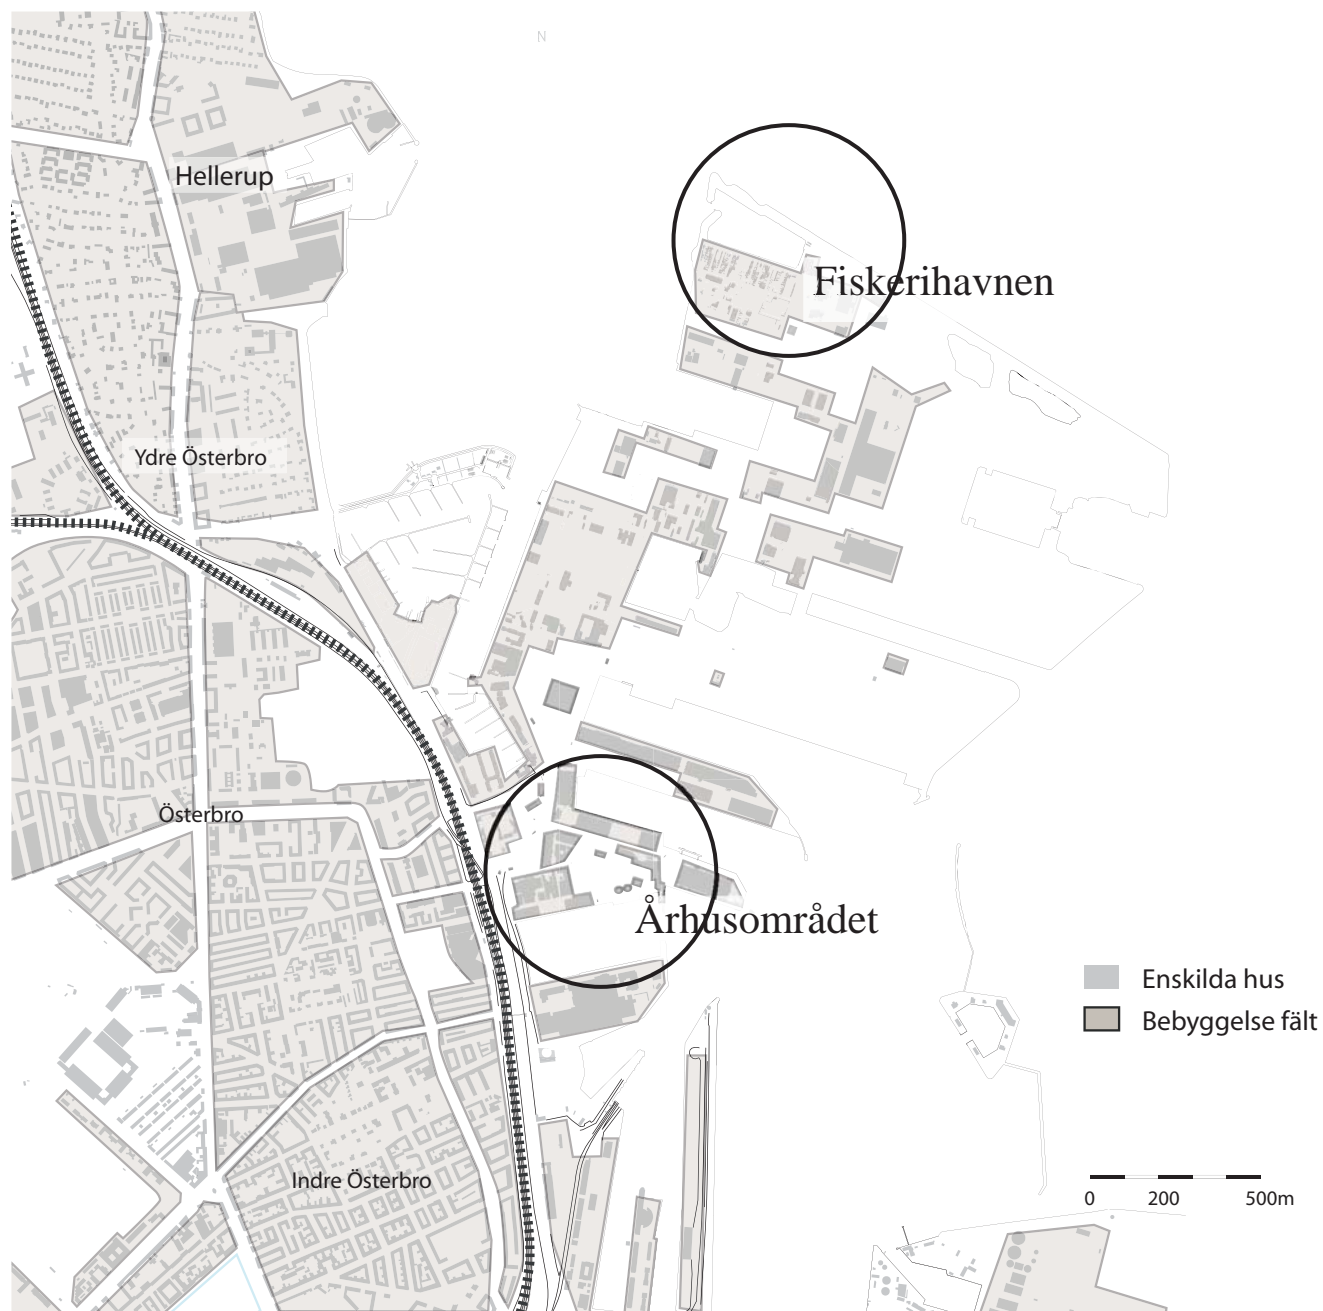 N
Hellerup
Fiskerihavnen
Ydre Österbro
Österbro
Århusområdet
Enskilda hus
Bebyggelse fält
Indre Österbro
0 200 500m